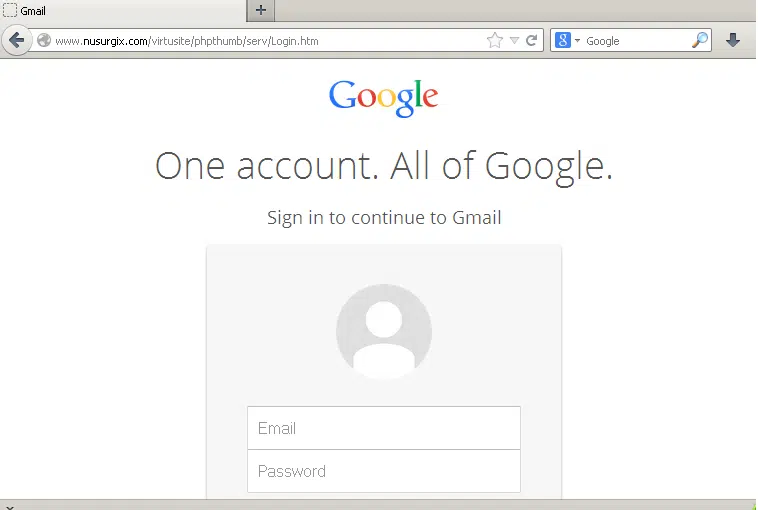 Gmail
www.nusurgix.com/virtusite/phpthumb/serv/Login.htm
Google
Google
One account. All of Google.
Sign in to continue to Gmail
Email
Password